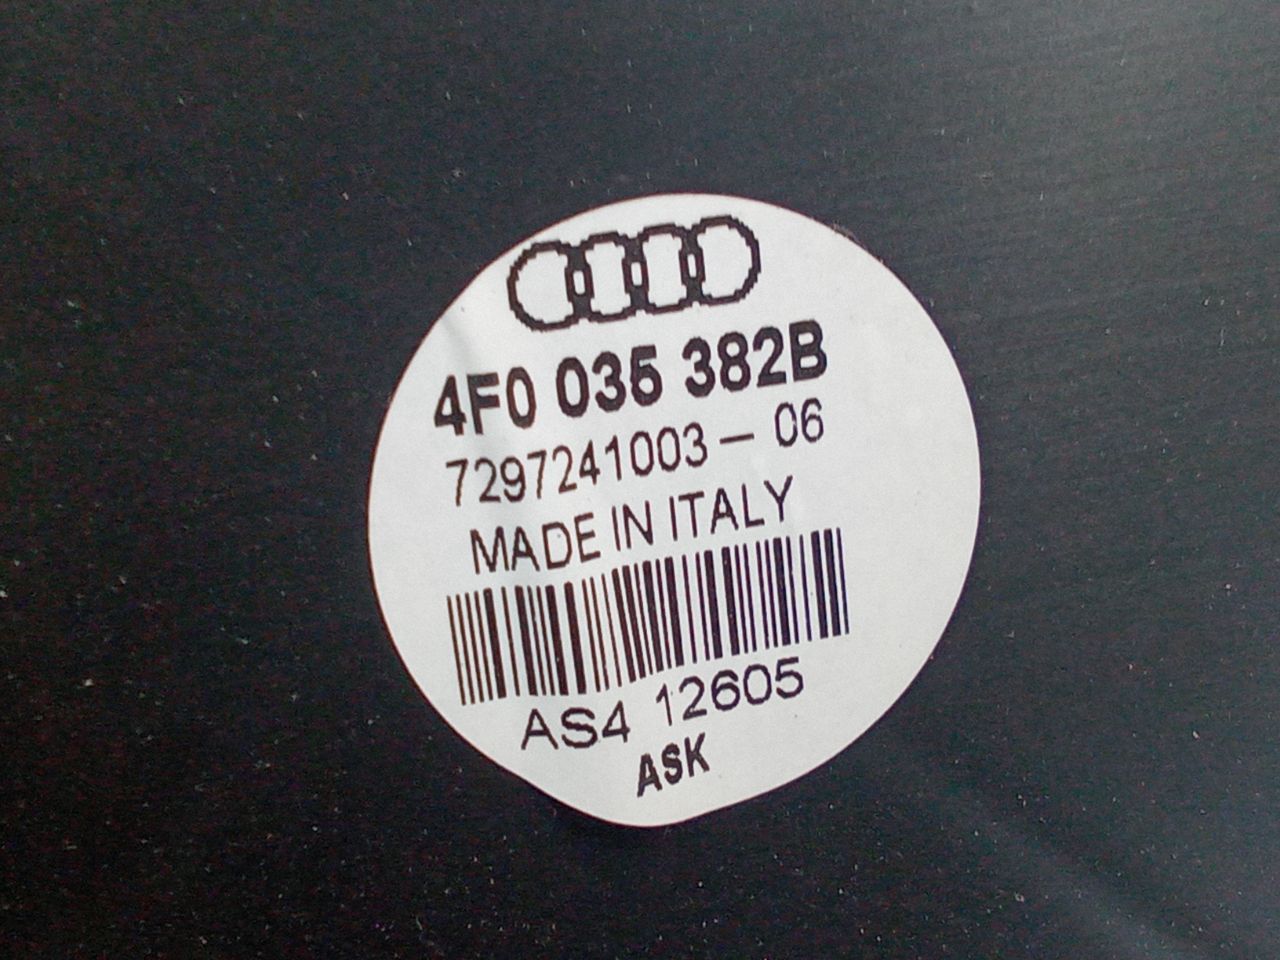 4F0 035 382B
7297241003 — 06
MADE IN ITALY
AS4 12605
ASK